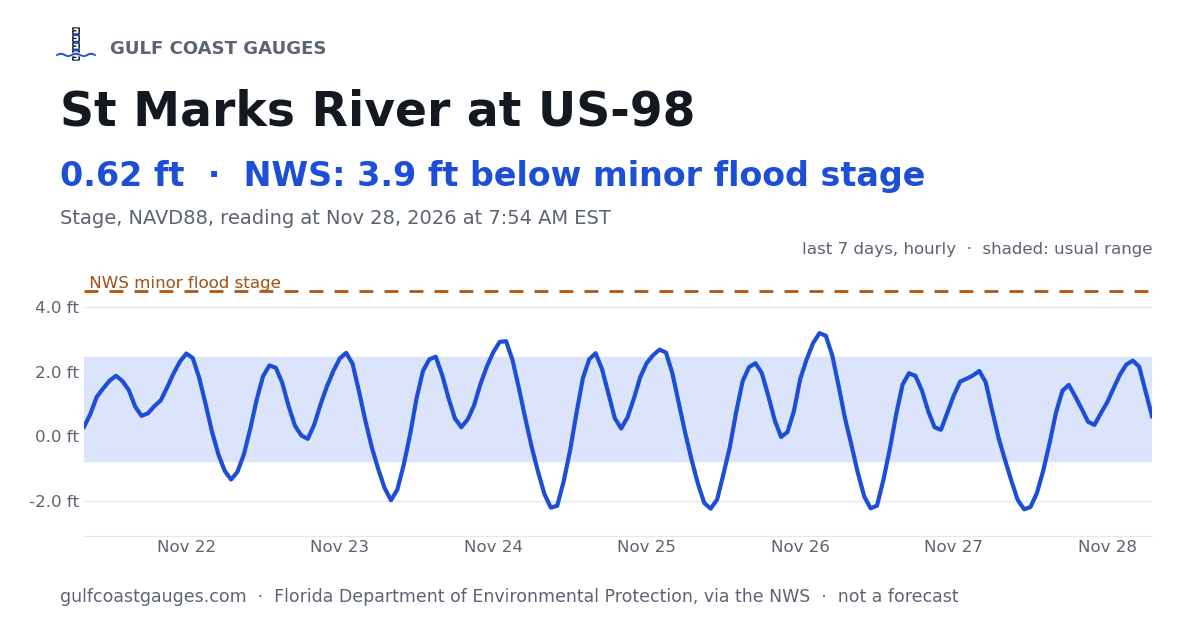 GULF COAST GAUGES
St Marks River at US-98
0.62 ft · NWS: 3.9 ft below minor flood stage
Stage, NAVD88, reading at Nov 28, 2026 at 7:54 AM EST
last 7 days, hourly · shaded: usual range
NWS minor flood stage
4.0 ft
2.0 ft
0.0 ft
-2.0 ft
Nov 22 Nov 23 Nov 24 Nov 25 Nov 26 Nov 27 Nov 28
gulfcoastgauges.com · Florida Department of Environmental Protection, via the NWS · not a forecast